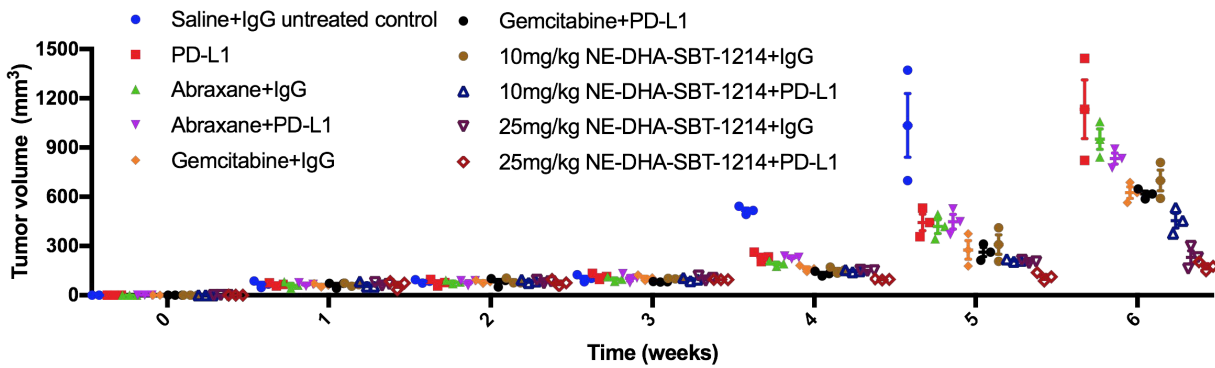 Saline+IgG untreated control
PD-L1
Abraxane+IgG
Abraxane+PD-L1
Gemcitabine+IgG
Gemcitabine+PD-L1
10mg/kg NE-DHA-SBT-1214+IgG
10mg/kg NE-DHA-SBT-1214+PD-L1
25mg/kg NE-DHA-SBT-1214+IgG
25mg/kg NE-DHA-SBT-1214+PD-L1
Tumor volume (mm³)
1500
1200
900
600
300
0
0 1 2 3 4 5 6
Time (weeks)